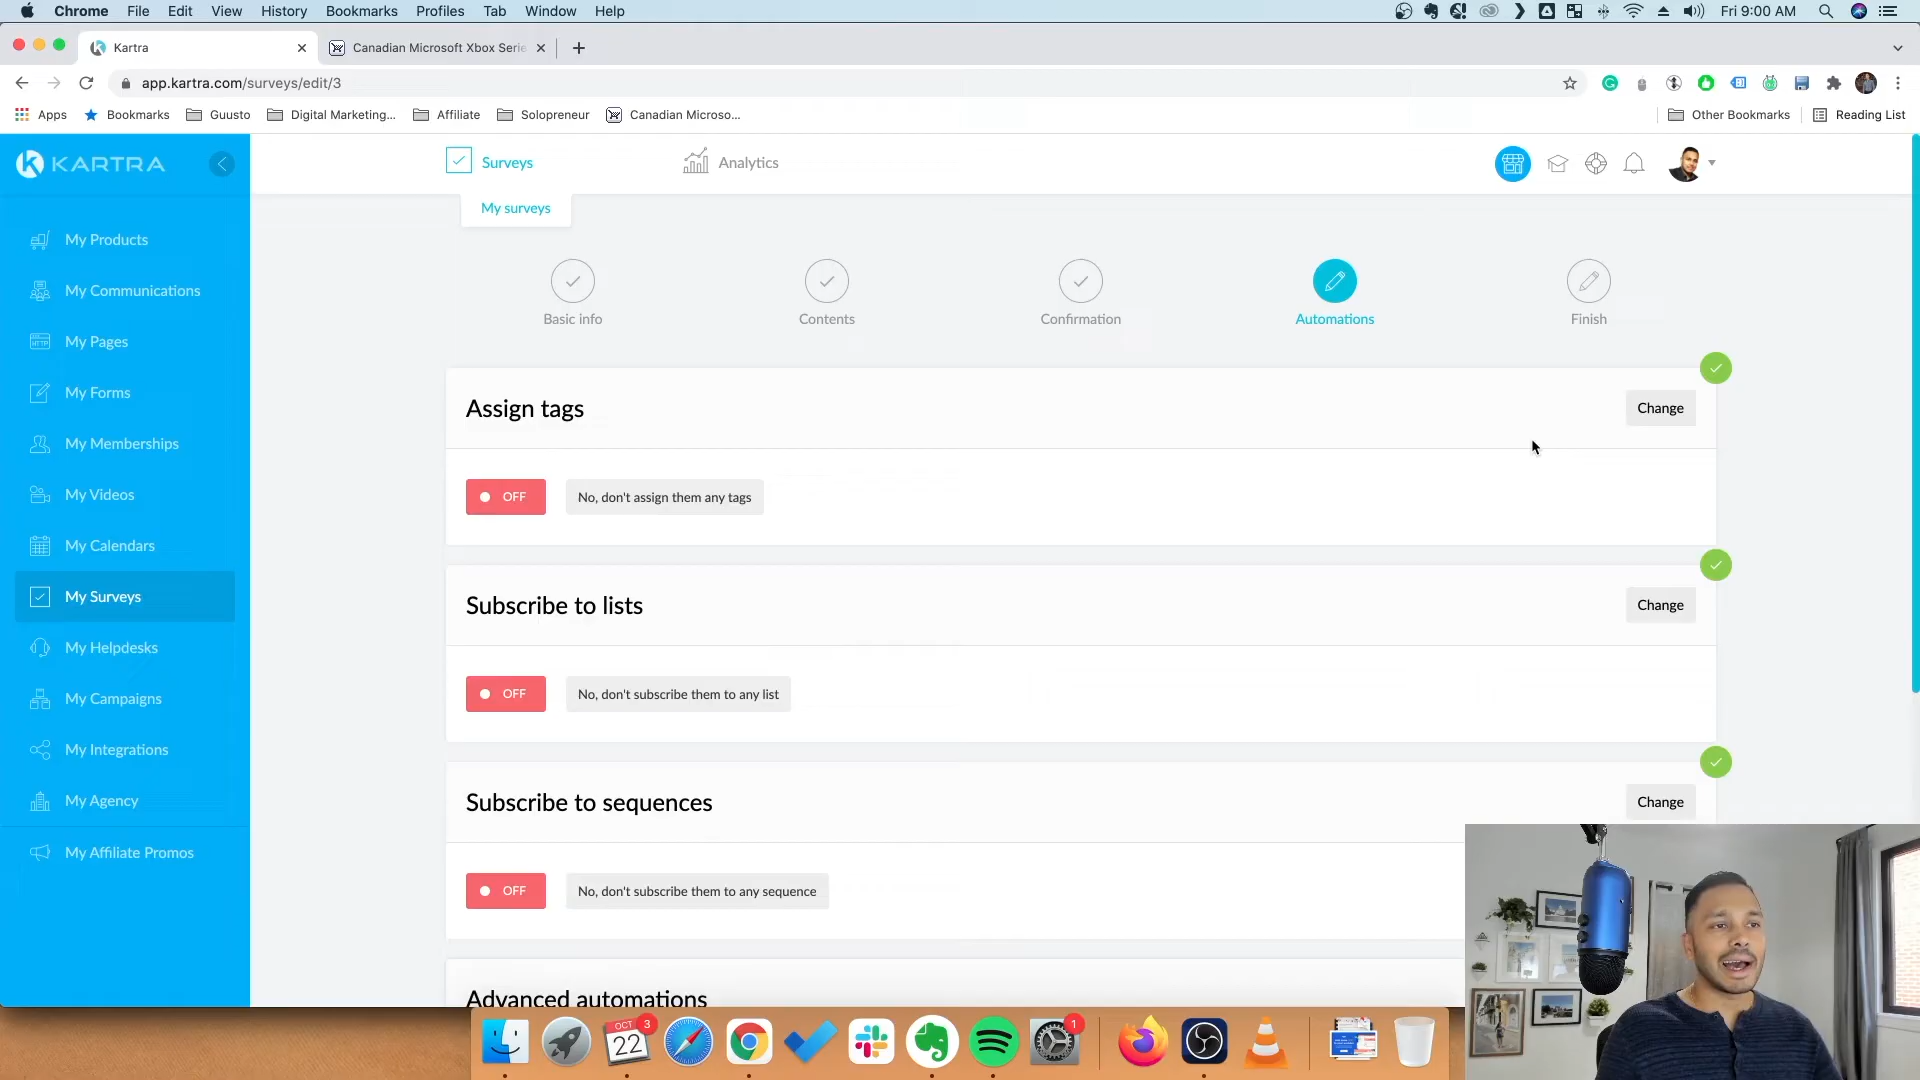 Chrome File Edit View History Bookmarks Profiles Tab Window Help Fri 9:00 AM
Kartra Canadian Microsoft Xbox Serie
app.kartra.com/surveys/edit/3
Apps Bookmarks Guusto Digital Marketing... Affiliate Solopreneur Canadian Microso... Other Bookmarks Reading List
KARTRA
Surveys Analytics
My surveys
My Products
My Communications
My Pages
My Forms
My Memberships
My Videos
My Calendars
My Surveys
My Helpdesks
My Campaigns
My Integrations
My Agency
My Affiliate Promos
Basic info Contents Confirmation Automations Finish
Assign tags Change
OFF No, don't assign them any tags
Subscribe to lists Change
OFF No, don't subscribe them to any list
Subscribe to sequences Change
OFF No, don't subscribe them to any sequence
Advanced automations
OCT 22 3 1